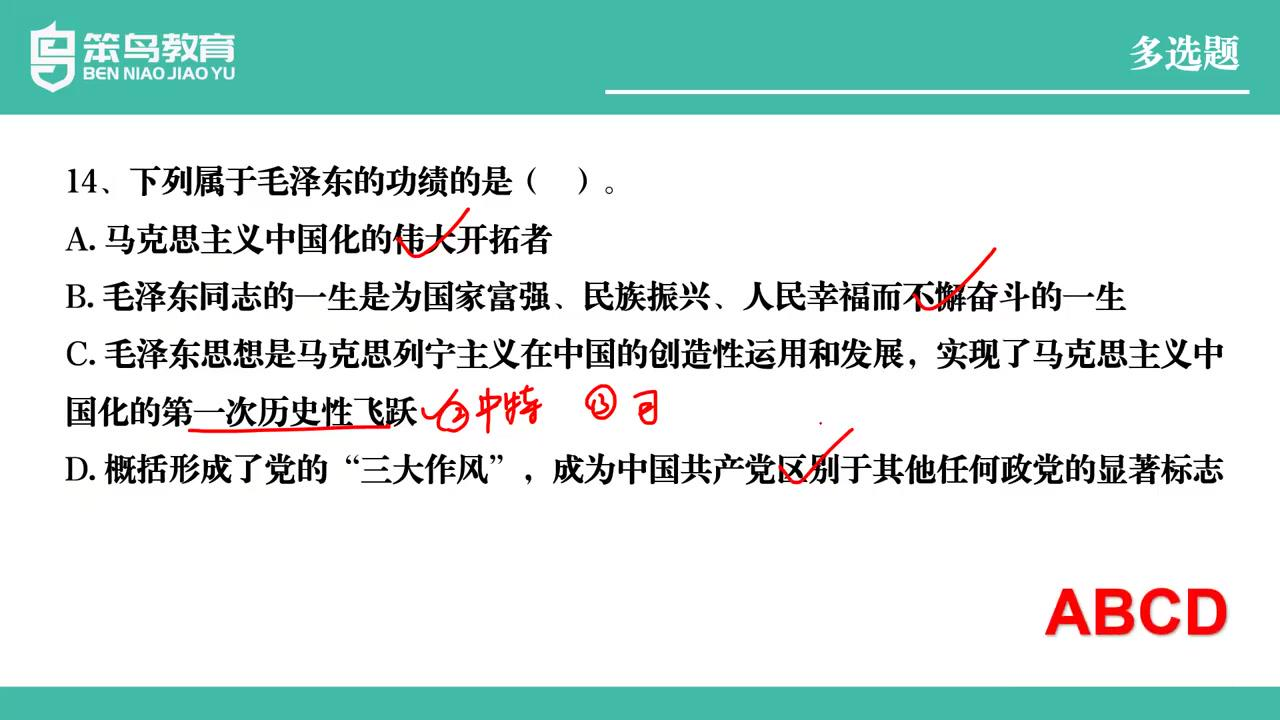 笨鸟教育
BEN NIAO JIAO YU
多选题
14、下列属于毛泽东的功绩的是（　）。
A. 马克思主义中国化的伟大开拓者
B. 毛泽东同志的一生是为国家富强、民族振兴、人民幸福而不懈奋斗的一生
C. 毛泽东思想是马克思列宁主义在中国的创造性运用和发展，实现了马克思主义中
国化的第一次历史性飞跃
②中特 ③习
D. 概括形成了党的“三大作风”，成为中国共产党区别于其他任何政党的显著标志
ABCD